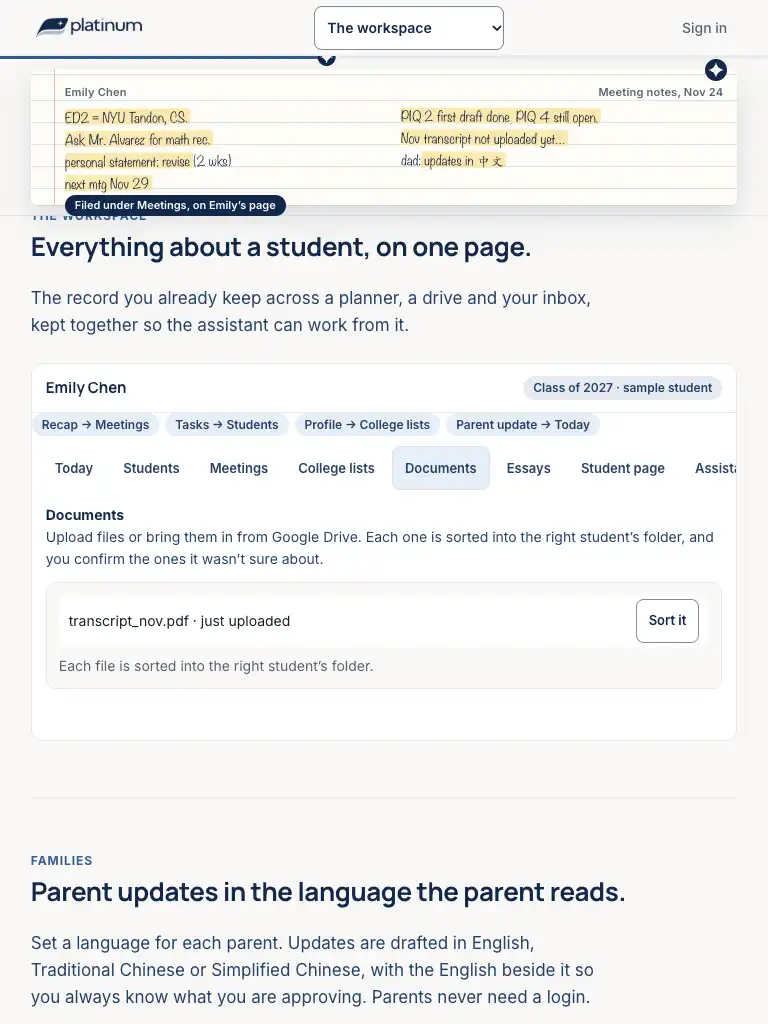 platinum
The workspace
Sign in
Emily Chen
Meeting notes, Nov 24
ED2 = NYU Tandon, CS.
Ask Mr. Alvarez for math rec.
personal statement: revise (2 wks)
next mtg Nov 29
PIQ 2 first draft done, PIQ 4 still open.
Nov transcript not uploaded yet...
dad: updates in 中文
Filed under Meetings, on Emily's page
THE WORKSPACE
Everything about a student, on one page.
The record you already keep across a planner, a drive and your inbox,
kept together so the assistant can work from it.
Emily Chen
Class of 2027 · sample student
Recap → Meetings
Tasks → Students
Profile → College lists
Parent update → Today
Today
Students
Meetings
College lists
Documents
Essays
Student page
Assista
Documents
Upload files or bring them in from Google Drive. Each one is sorted into the right student's folder, and
you confirm the ones it wasn't sure about.
transcript_nov.pdf · just uploaded
Sort it
Each file is sorted into the right student's folder.
FAMILIES
Parent updates in the language the parent reads.
Set a language for each parent. Updates are drafted in English,
Traditional Chinese or Simplified Chinese, with the English beside it so
you always know what you are approving. Parents never need a login.